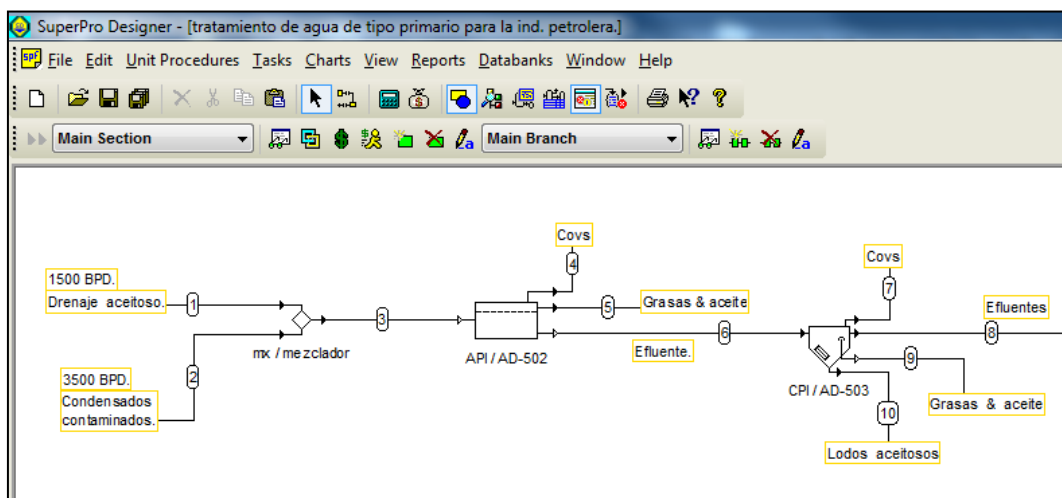 SuperPro Designer - [tratamiento de agua de tipo primario para la ind. petrolera.]
spf File Edit Unit Procedures Tasks Charts View Reports Databanks Window Help
Main Section Main Branch
Covs
4
Covs
7
1500 BPD.
Drenaje aceitoso.
1
5
Grasas & aceite
Efluentes
8
3
mx / mezclador
API / AD-502
6
Efluente.
2
3500 BPD.
Condensados
contaminados.
9
CPI / AD-503
Grasas & aceite
10
Lodos aceitosos